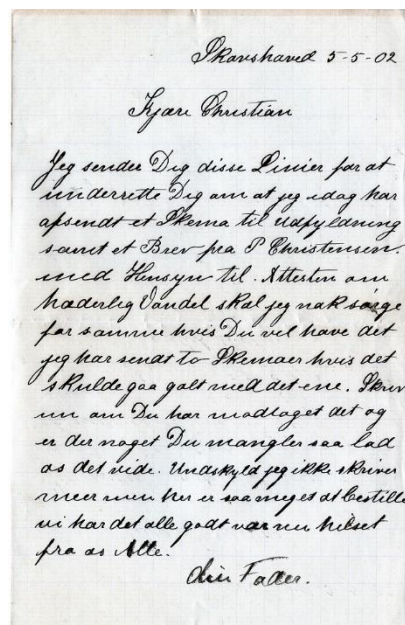 Skovshoved 5-5-02
Kjære Christian
Jeg sender Dig disse Linier for at
underrette Dig om at jeg idag har
afsendt et Skema til Udfyldning
samt et Brev fra P Christensen.
med Hensyn til. Attesten om
hæderlig Vandel skal jeg nok sørge
for samme hvis Du vel have det
jeg har sendt to Skemaer hvis det
skulde gaa galt med det ene. Skriv
nu om Du har modtaget det og
er der noget Du mangler saa lad
os det vide. Undskyld jeg ikke skriver
meer men her er saa meget at bestille
vi har det alle godt vær nu hilset
fra os Alle.
din Fader.